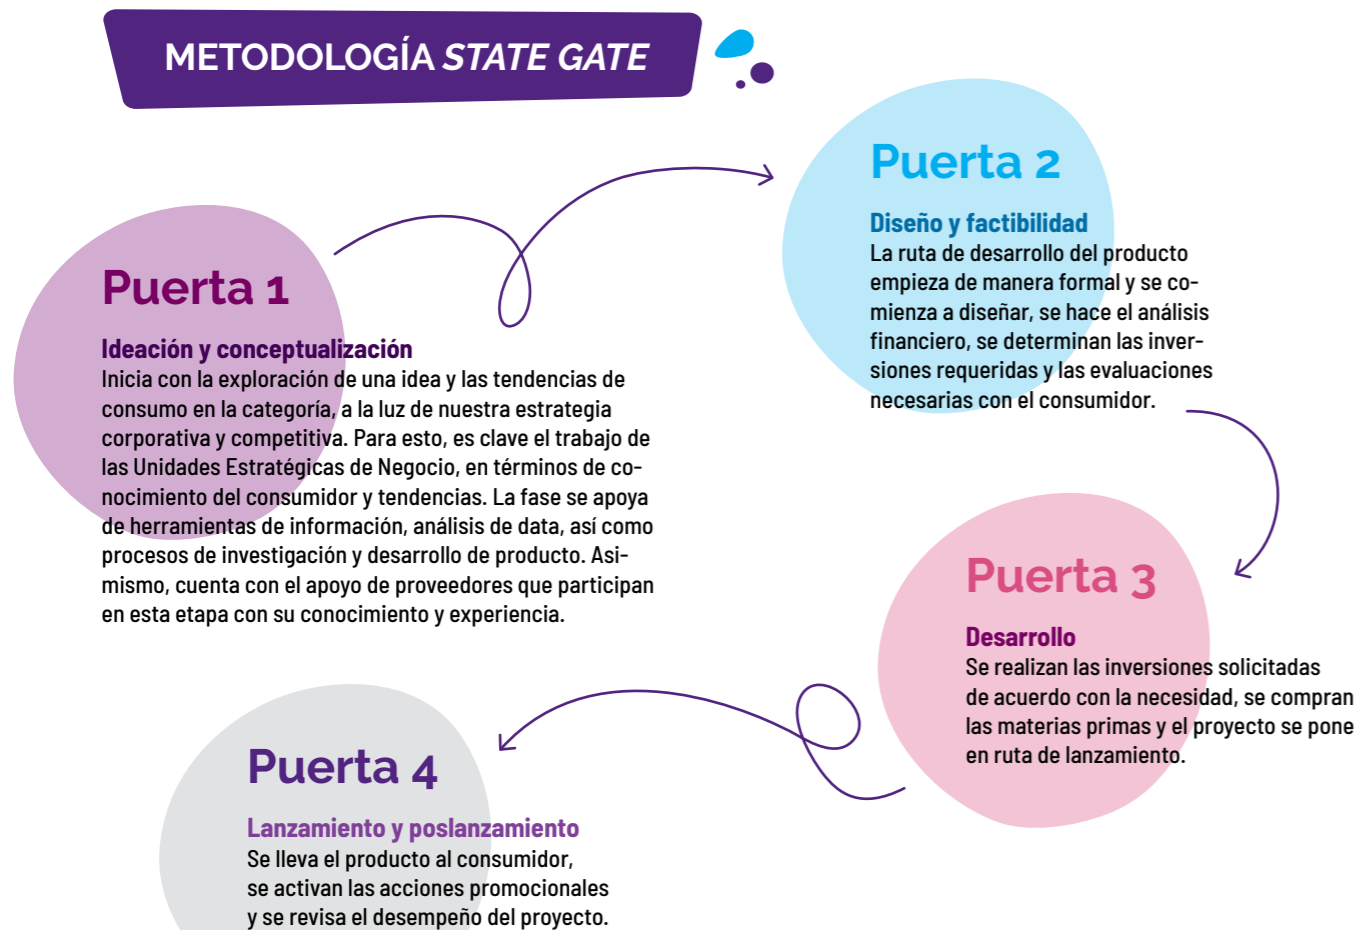 METODOLOGÍA STATE GATE
Puerta 1
Ideación y conceptualización
Inicia con la exploración de una idea y las tendencias de
consumo en la categoría, a la luz de nuestra estrategia
corporativa y competitiva. Para esto, es clave el trabajo de
las Unidades Estratégicas de Negocio, en términos de co-
nocimiento del consumidor y tendencias. La fase se apoya
de herramientas de información, análisis de data, así como
procesos de investigación y desarrollo de producto. Asi-
mismo, cuenta con el apoyo de proveedores que participan
en esta etapa con su conocimiento y experiencia.
Puerta 2
Diseño y factibilidad
La ruta de desarrollo del producto
empieza de manera formal y se co-
mienza a diseñar, se hace el análisis
financiero, se determinan las inver-
siones requeridas y las evaluaciones
necesarias con el consumidor.
Puerta 3
Desarrollo
Se realizan las inversiones solicitadas
de acuerdo con la necesidad, se compran
las materias primas y el proyecto se pone
en ruta de lanzamiento.
Puerta 4
Lanzamiento y poslanzamiento
Se lleva el producto al consumidor,
se activan las acciones promocionales
y se revisa el desempeño del proyecto.